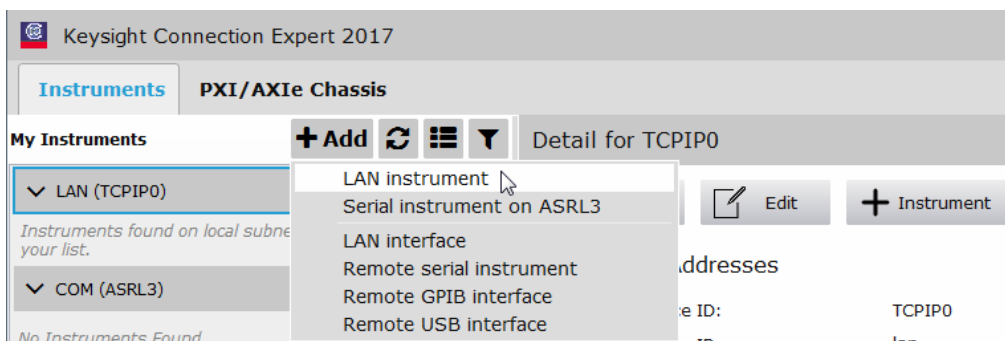 Keysight Connection Expert 2017
Instruments PXI/AXIe Chassis
My Instruments Add Detail for TCPIP0
LAN (TCPIP0)
Instruments found on local subne
your list.
COM (ASRL3)
No Instruments Found
LAN instrument
Serial instrument on ASRL3
LAN interface
Remote serial instrument
Remote GPIB interface
Remote USB interface
Edit Instrument
ddresses
e ID: TCPIP0